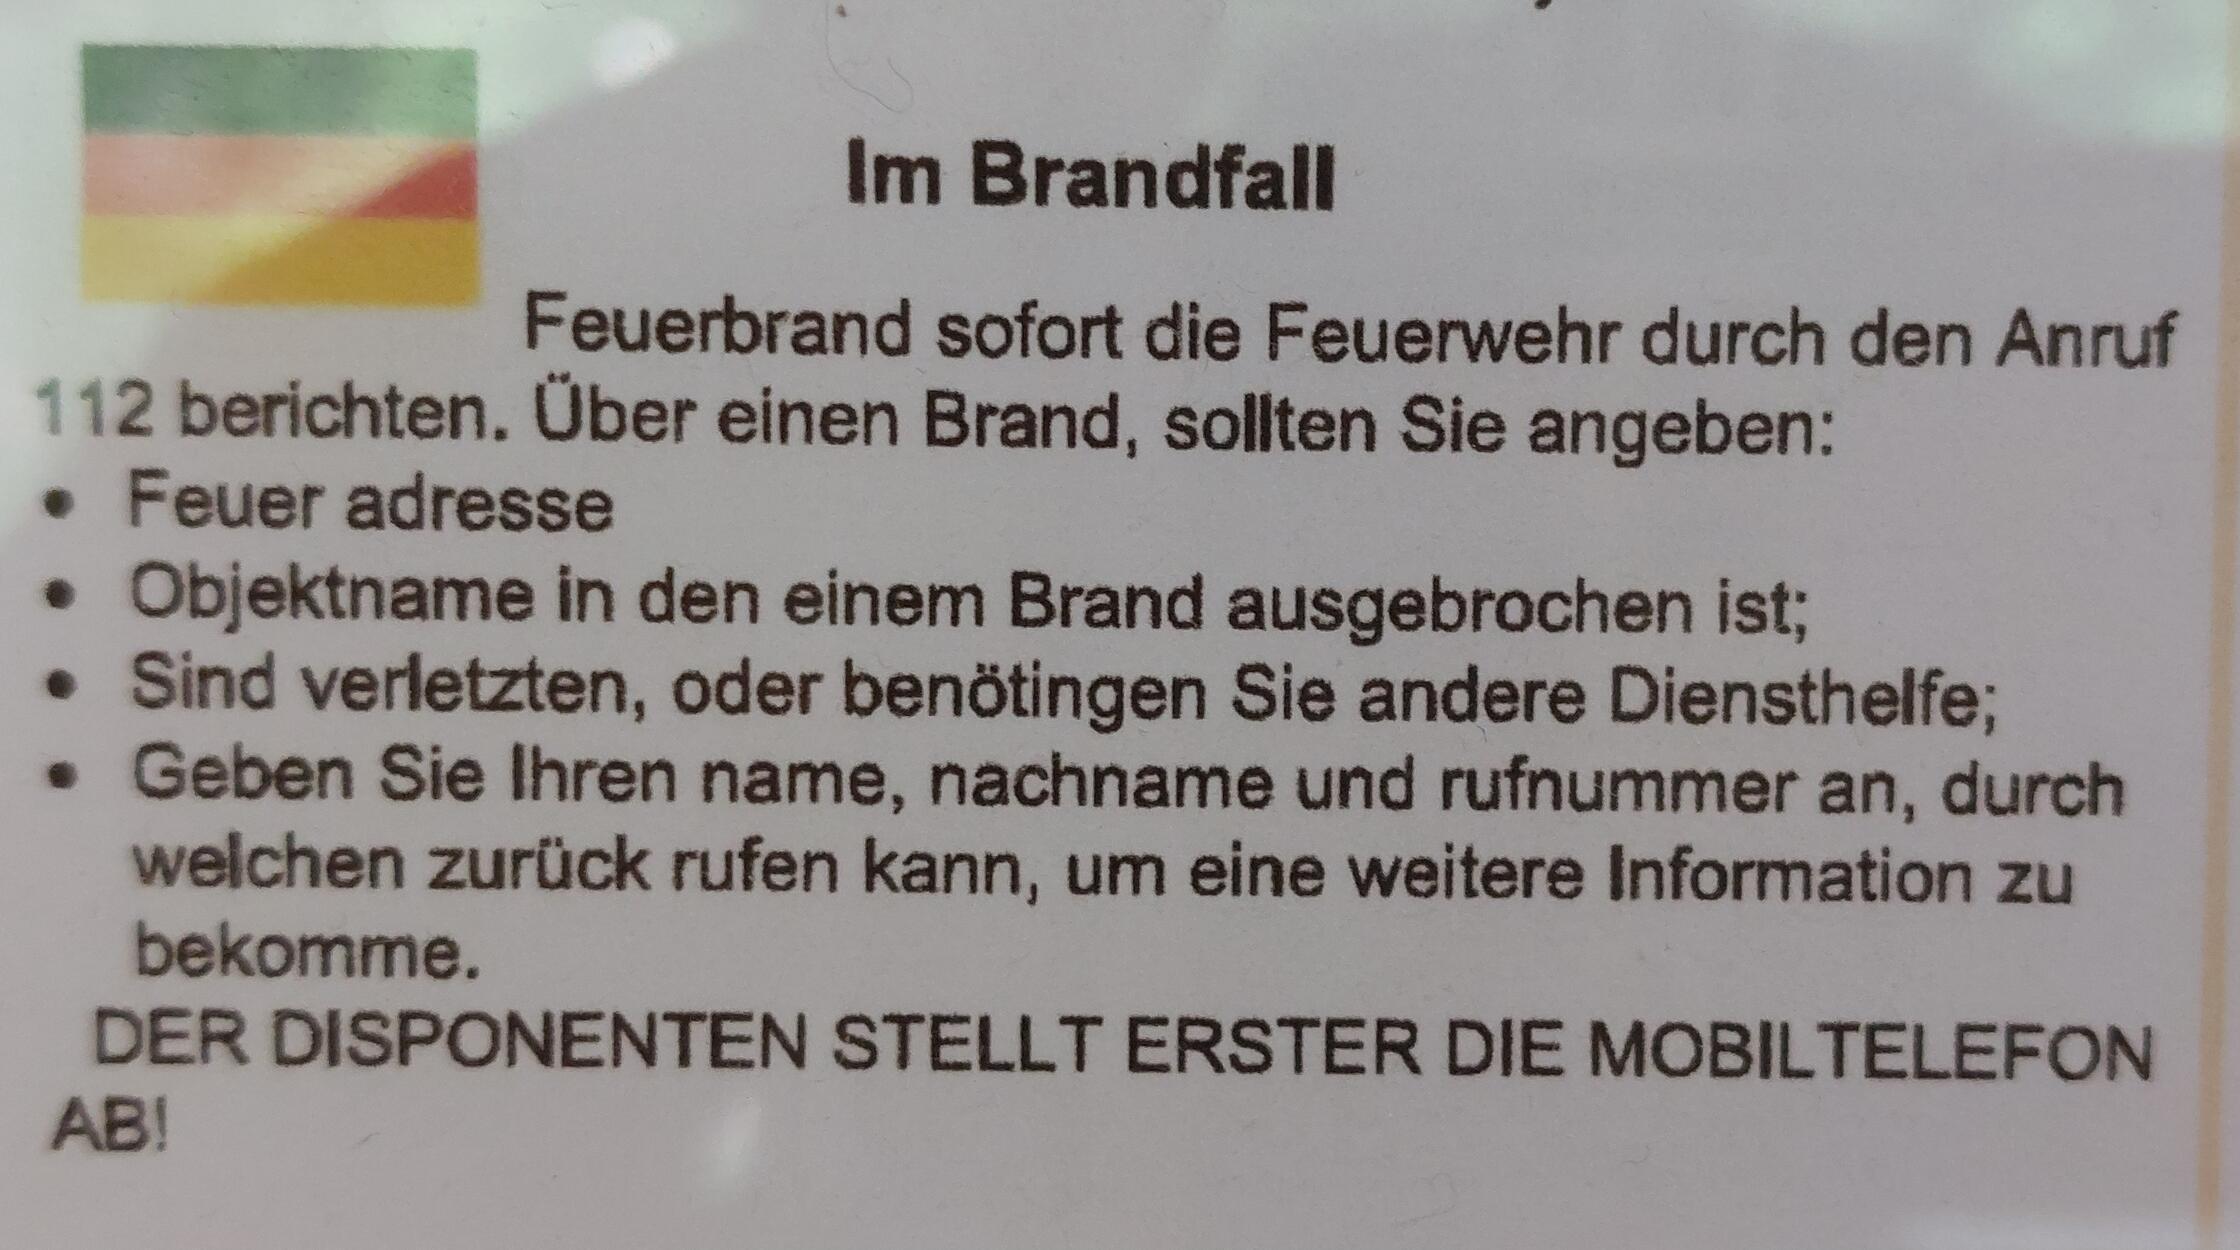 Im Brandfall
Feuerbrand sofort die Feuerwehr durch den Anruf
112 berichten. Über einen Brand, sollten Sie angeben:
• Feuer adresse
• Objektname in den einem Brand ausgebrochen ist;
• Sind verletzten, oder benötingen Sie andere Diensthelfe;
• Geben Sie Ihren name, nachname und rufnummer an, durch
welchen zurück rufen kann, um eine weitere Information zu
bekomme.
DER DISPONENTEN STELLT ERSTER DIE MOBILTELEFON
AB!